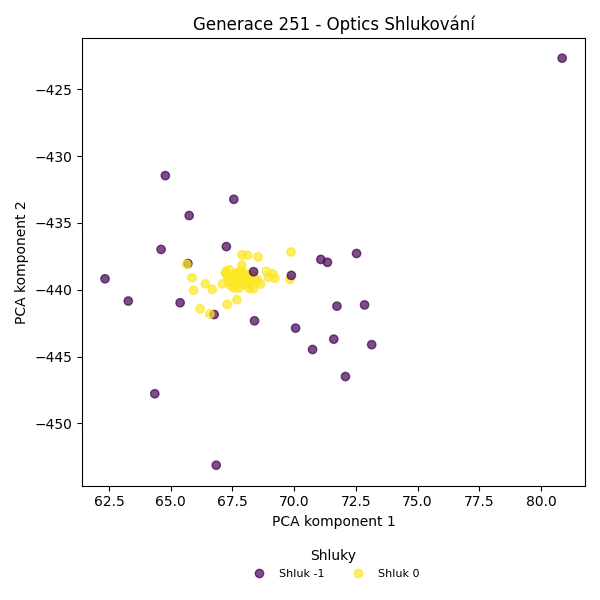 Generace 251 - Optics Shlukování
PCA komponent 2
−425
−430
−435
−440
−445
−450
62.5 65.0 67.5 70.0 72.5 75.0 77.5 80.0
PCA komponent 1
Shluky
Shluk -1 Shluk 0